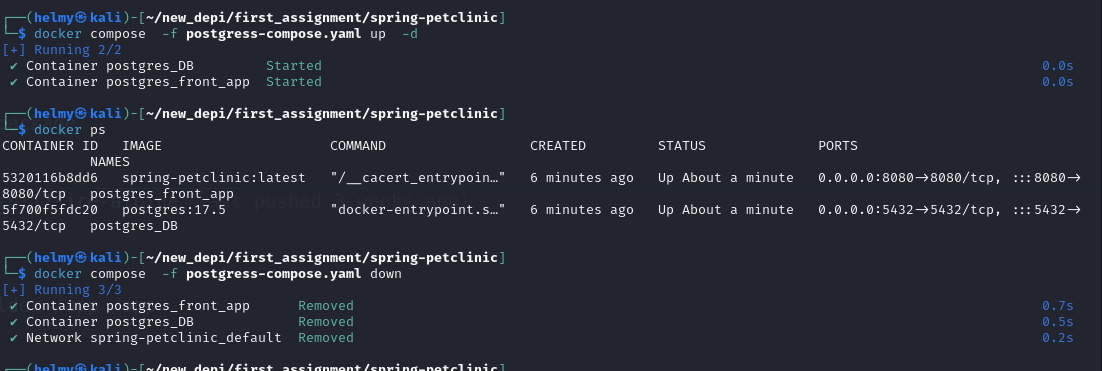 ┌──(helmy㉿kali)-[~/new_depi/first_assignment/spring-petclinic]
└─$ docker compose  -f postgress-compose.yaml up  -d
[+] Running 2/2
 ✔ Container postgres_DB         Started                                                                                          0.0s
 ✔ Container postgres_front_app  Started                                                                                          0.0s
┌──(helmy㉿kali)-[~/new_depi/first_assignment/spring-petclinic]
└─$ docker ps
CONTAINER ID   IMAGE                     COMMAND                  CREATED         STATUS              PORTS
           NAMES
5320116b8dd6   spring-petclinic:latest   "/__cacert_entrypoin…"   6 minutes ago   Up About a minute   0.0.0.0:8080->8080/tcp, :::8080->
8080/tcp   postgres_front_app
5f700f5fdc20   postgres:17.5             "docker-entrypoint.s…"   6 minutes ago   Up About a minute   0.0.0.0:5432->5432/tcp, :::5432->
5432/tcp   postgres_DB
┌──(helmy㉿kali)-[~/new_depi/first_assignment/spring-petclinic]
└─$ docker compose  -f postgress-compose.yaml down
[+] Running 3/3
 ✔ Container postgres_front_app      Removed                                                                                      0.7s
 ✔ Container postgres_DB             Removed                                                                                      0.5s
 ✔ Network spring-petclinic_default  Removed                                                                                      0.2s
┌──(helmy㉿kali)-[~/new_depi/first_assignment/spring-petclinic]